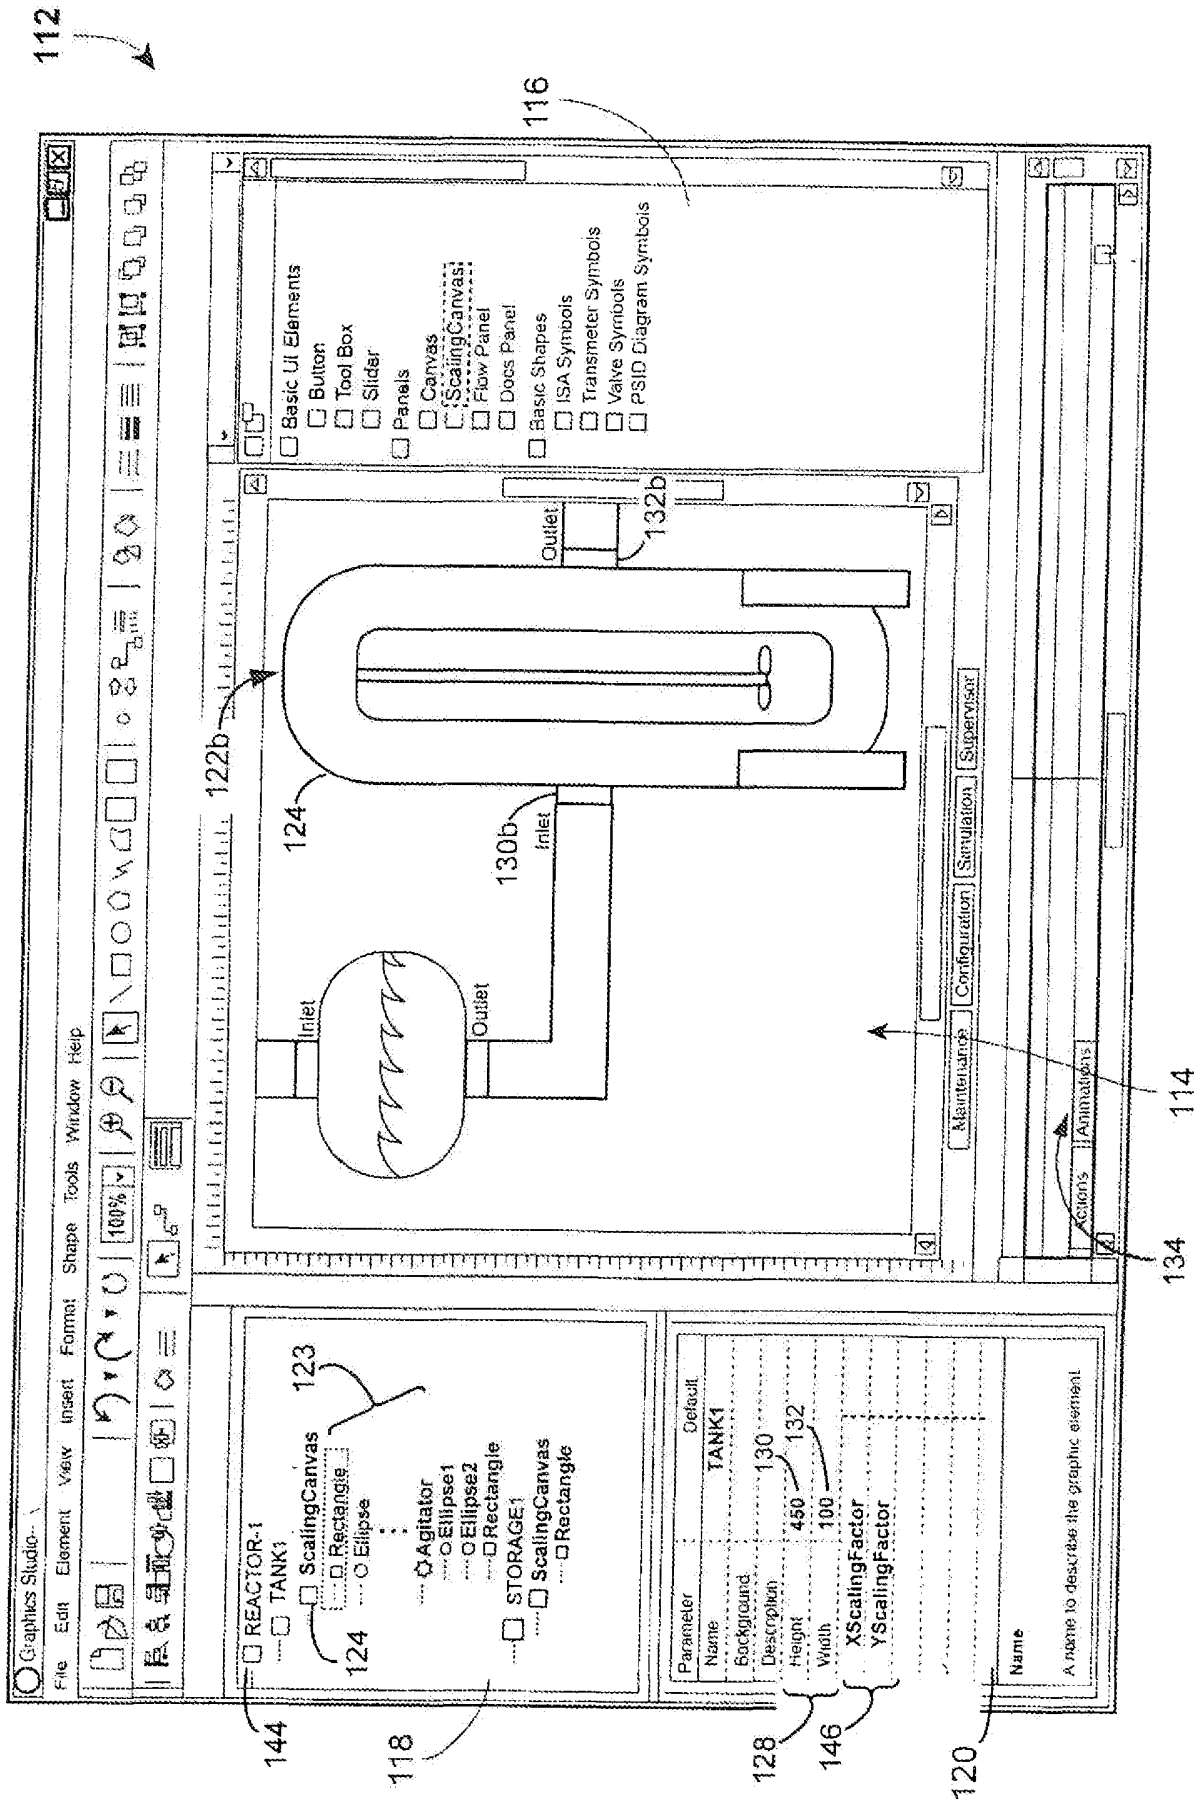 112
Graphics Studio
File Edit Element View Insert Format Shape Tools Window Help
100%
144
REACTOR-1
TANK1
ScalingCanvas
Rectangle
Ellipse
124
123
Agitator
Ellipse1
Ellipse2
Rectangle
STORAGE1
ScalingCanvas
Rectangle
118
Parameter Default
Name TANK1
Background
Description
Height 450
130
Width 100
132
XScalingFactor
YScalingFactor
128
146
120
Name
A name to describe the graphic element
Inlet
Outlet
122b
124
130b
Inlet
Outlet
132b
Maintenance Configuration Simulation Supervisor
Actions Animations
134
114
Basic UI Elements
Button
Tool Box
Slider
Panels
Canvas
ScalingCanvas
Flow Panel
Docs Panel
Basic Shapes
ISA Symbols
Transmeter Symbols
Valve Symbols
PSID Diagram Symbols
116